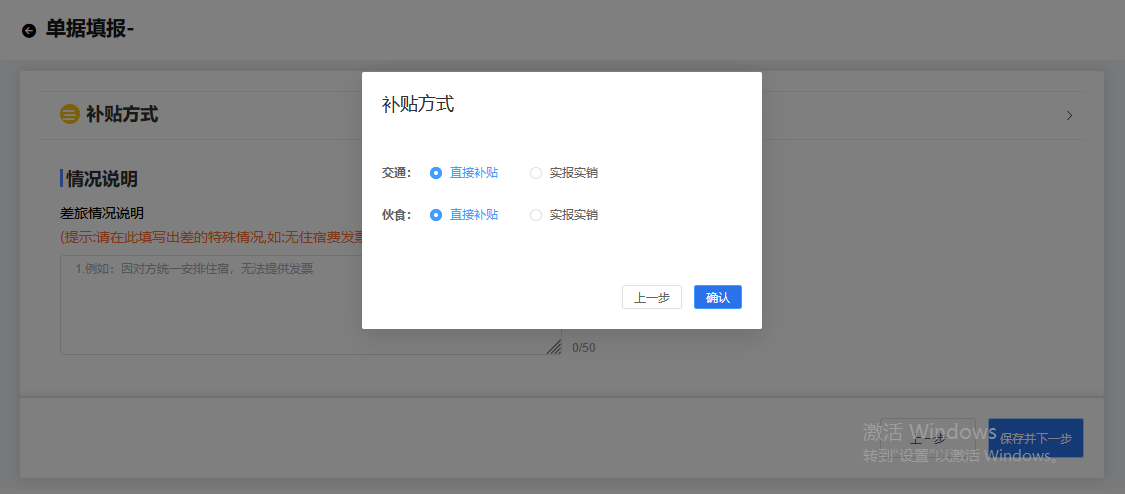 单据填报-
补贴方式
补贴方式
交通： 直接补贴 实报实销
情况说明
差旅情况说明
伙食： 直接补贴 实报实销
(提示:请在此填写出差的特殊情况,如:无住宿费发票
1.例如：因对方统一安排住宿，无法提供发票
上一步 确认
0/50
上一步 保存并下一步
激活 Windows
转到"设置"以激活 Windows。